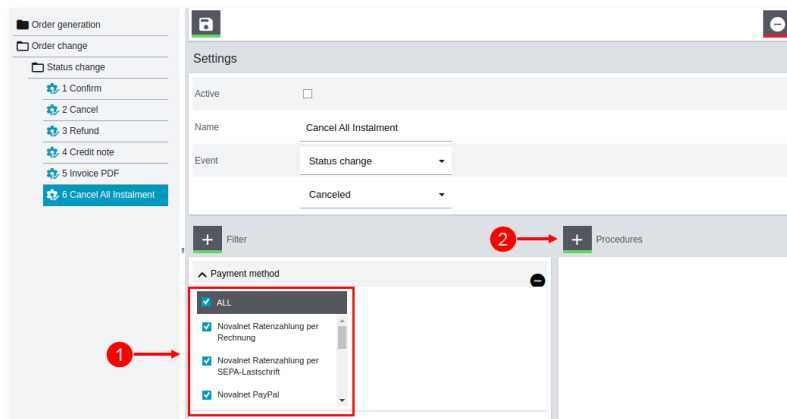 Order generation
Order change
Status change
1 Confirm
2 Cancel
3 Refund
4 Credit note
5 Invoice PDF
6 Cancel All Instalment
Settings
Active
Name
Cancel All Instalment
Event
Status change
Canceled
Filter
2
Procedures
Payment method
ALL
Novalnet Ratenzahlung per
Rechnung
1
Novalnet Ratenzahlung per
SEPA-Lastschrift
Novalnet PayPal